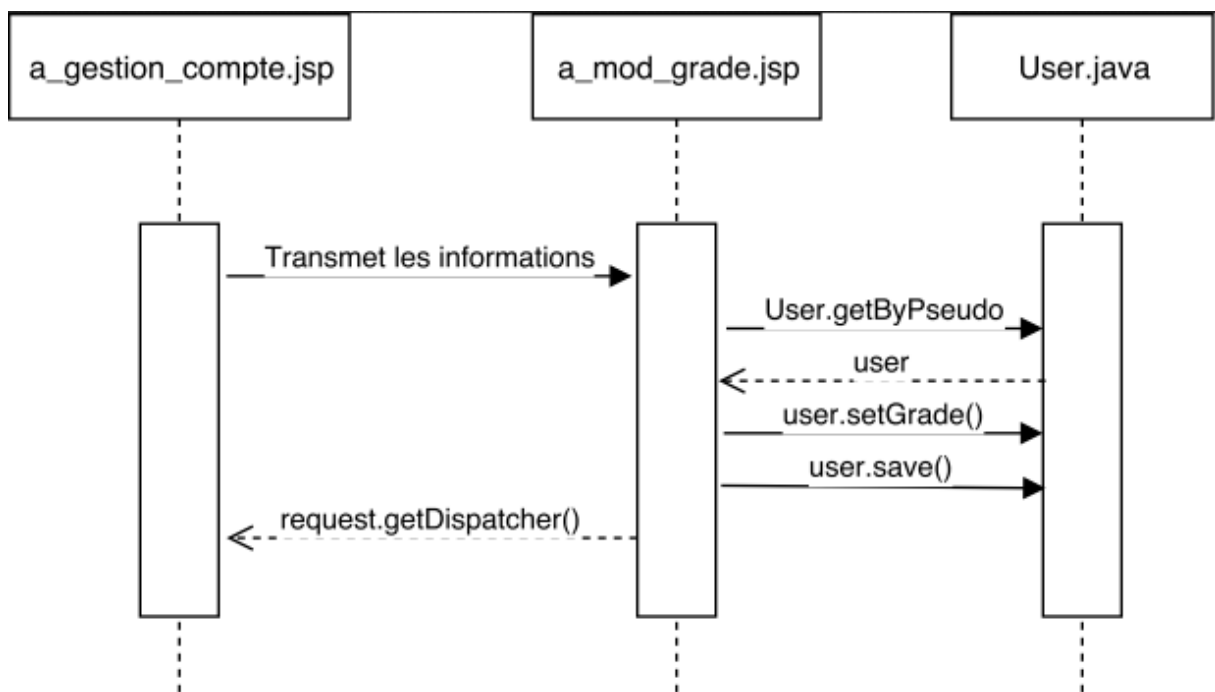 a_gestion_compte.jsp
a_mod_grade.jsp
User.java
Transmet les informations
User.getByPseudo
user
user.setGrade()
user.save()
request.getDispatcher()